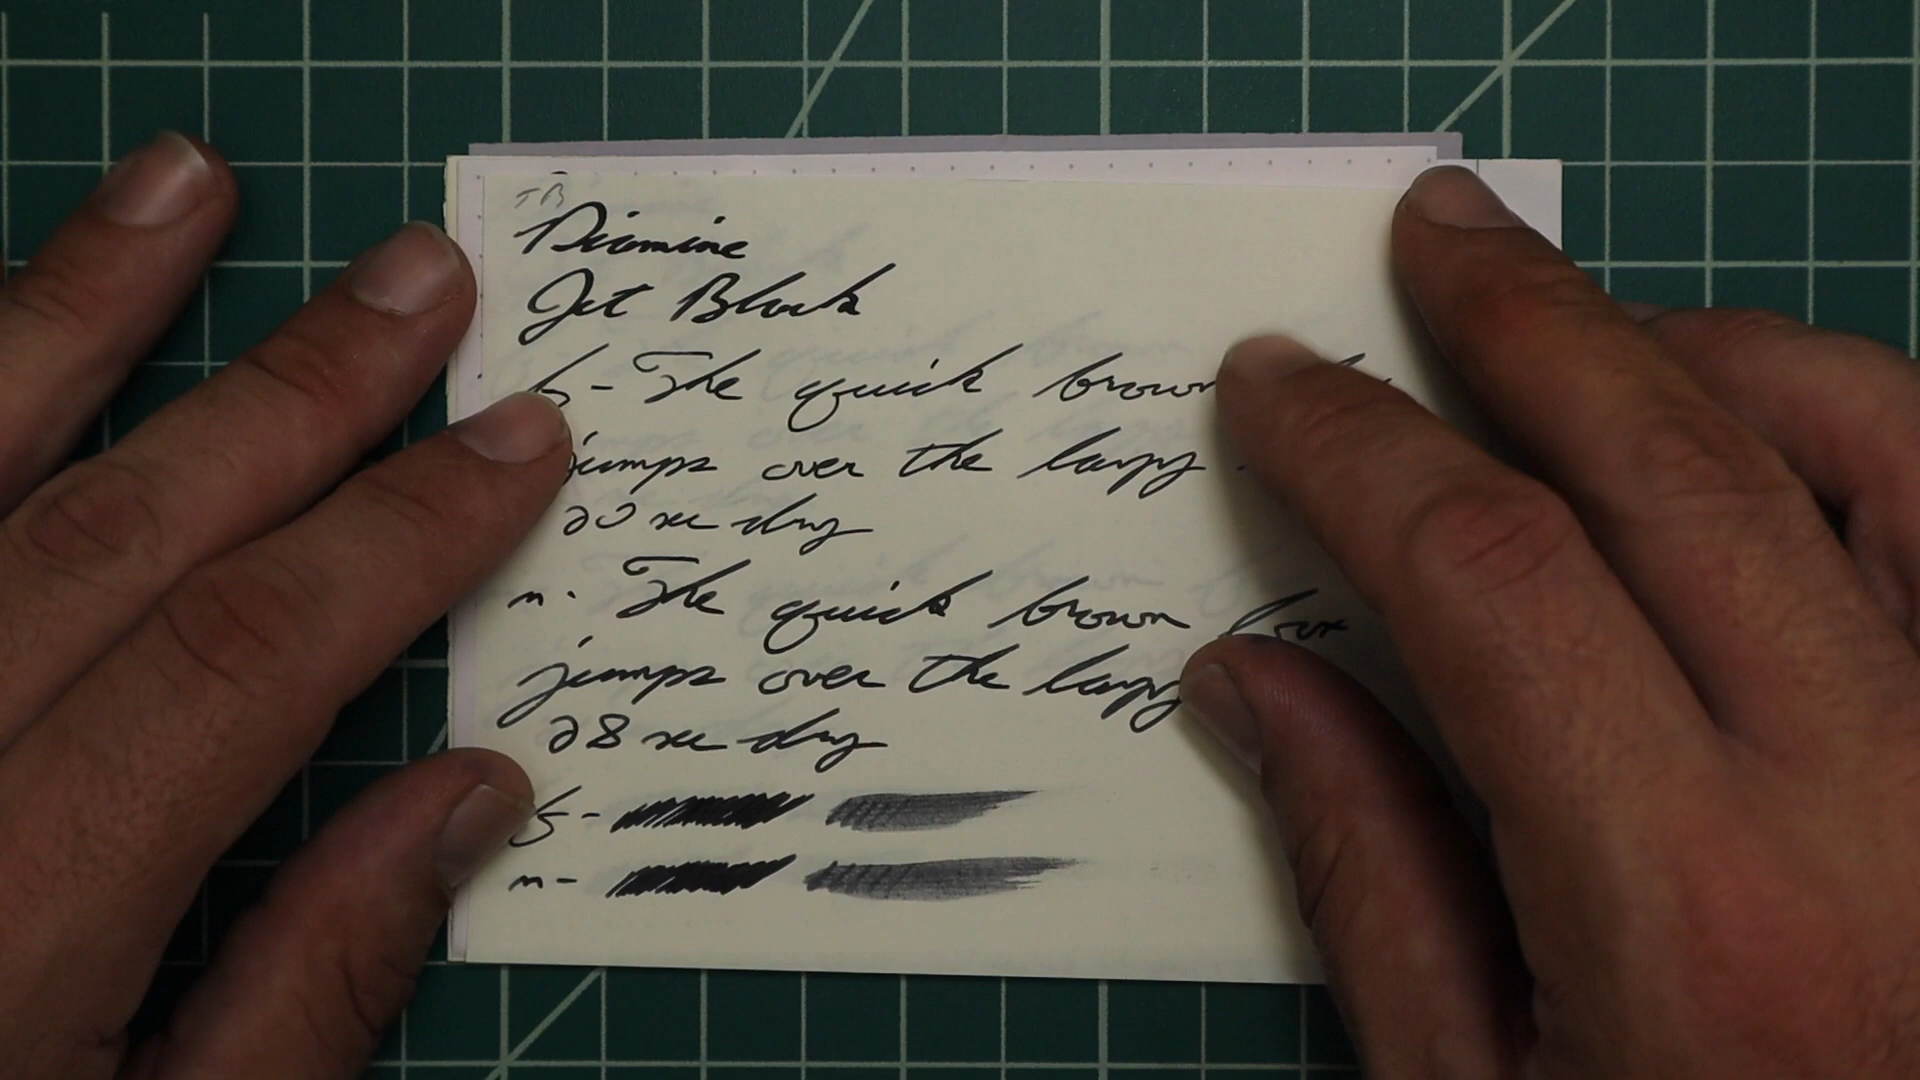 TB
Diamine
Jet Black
f - The quick brown
jumps over the lazy
20 sec dry
m - The quick brown fox
jumps over the lazy
28 sec dry
f -
m -